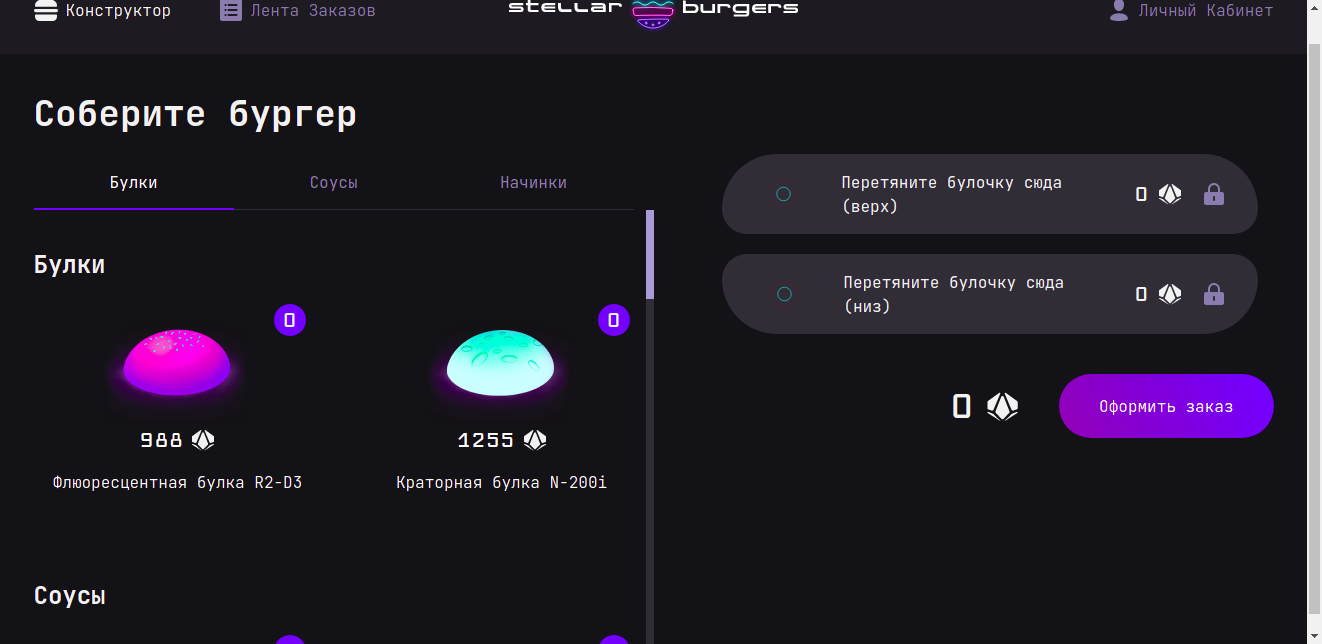 Конструктор
Лента Заказов
stellar burgers
Личный Кабинет
Соберите бургер
Булки
Соусы
Начинки
Булки
0
0
988
1255
Флюоресцентная булка R2-D3
Краторная булка N-200i
Соусы
Перетяните булочку сюда
(верх)
0
Перетяните булочку сюда
(низ)
0
0
Оформить заказ